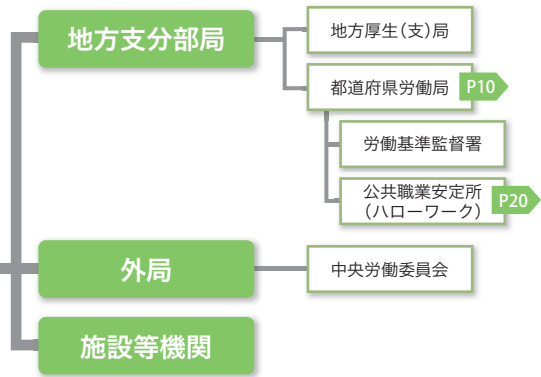 地方支分部局
地方厚生(支)局
都道府県労働局
P10
労働基準監督署
公共職業安定所
(ハローワーク)
P20
外局
中央労働委員会
施設等機関